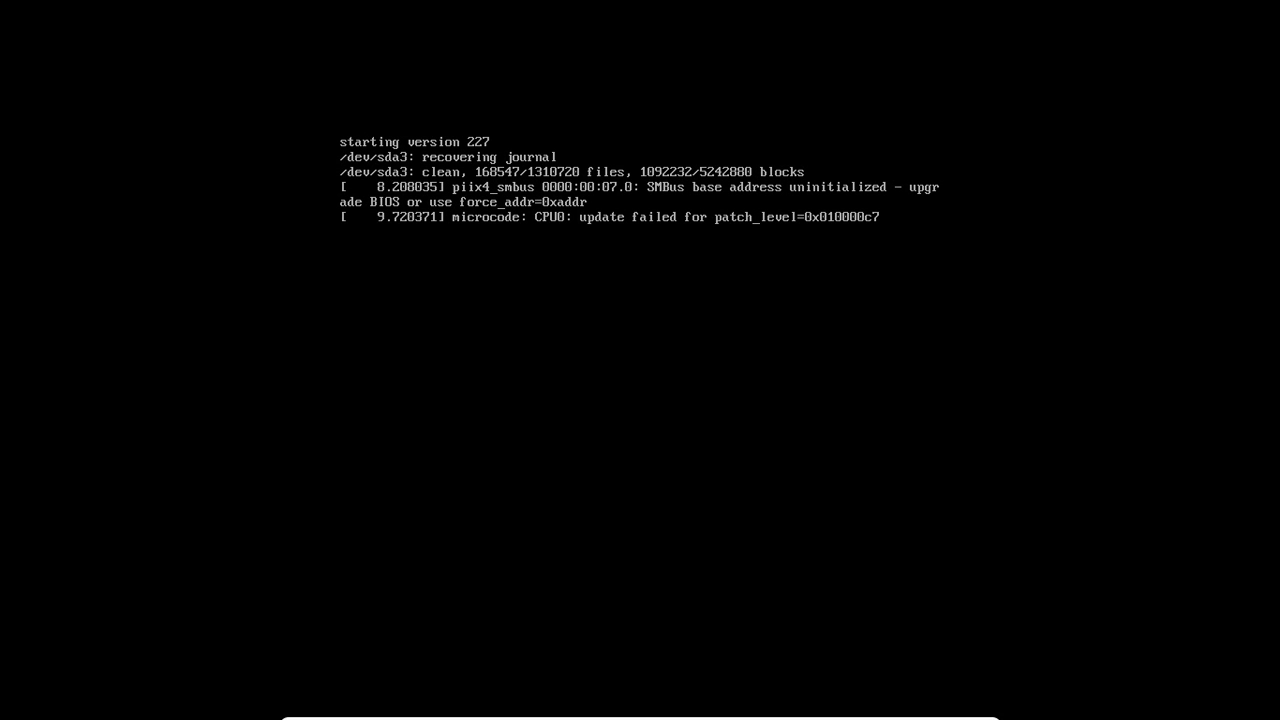 starting version 227
/dev/sda3: recovering journal
/dev/sda3: clean, 168547/1310720 files, 1092232/5242880 blocks
[    8.208035] piix4_smbus 0000:00:07.0: SMBus base address uninitialized - upgr
ade BIOS or use force_addr=0xaddr
[    9.720371] microcode: CPU0: update failed for patch_level=0x010000c7